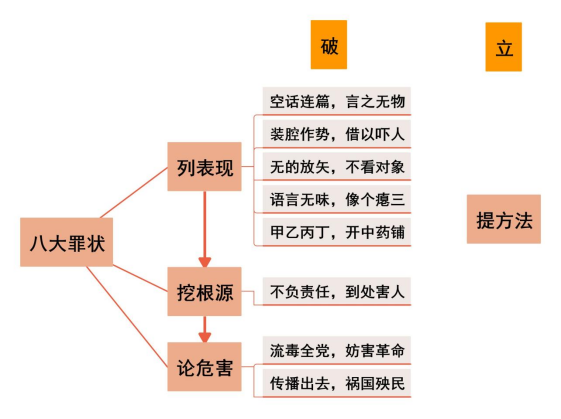 破
立
空话连篇，言之无物
装腔作势，借以吓人
列表现
无的放矢，不看对象
语言无味，像个瘪三
提方法
甲乙丙丁，开中药铺
八大罪状
挖根源
不负责任，到处害人
流毒全党，妨害革命
论危害
传播出去，祸国殃民